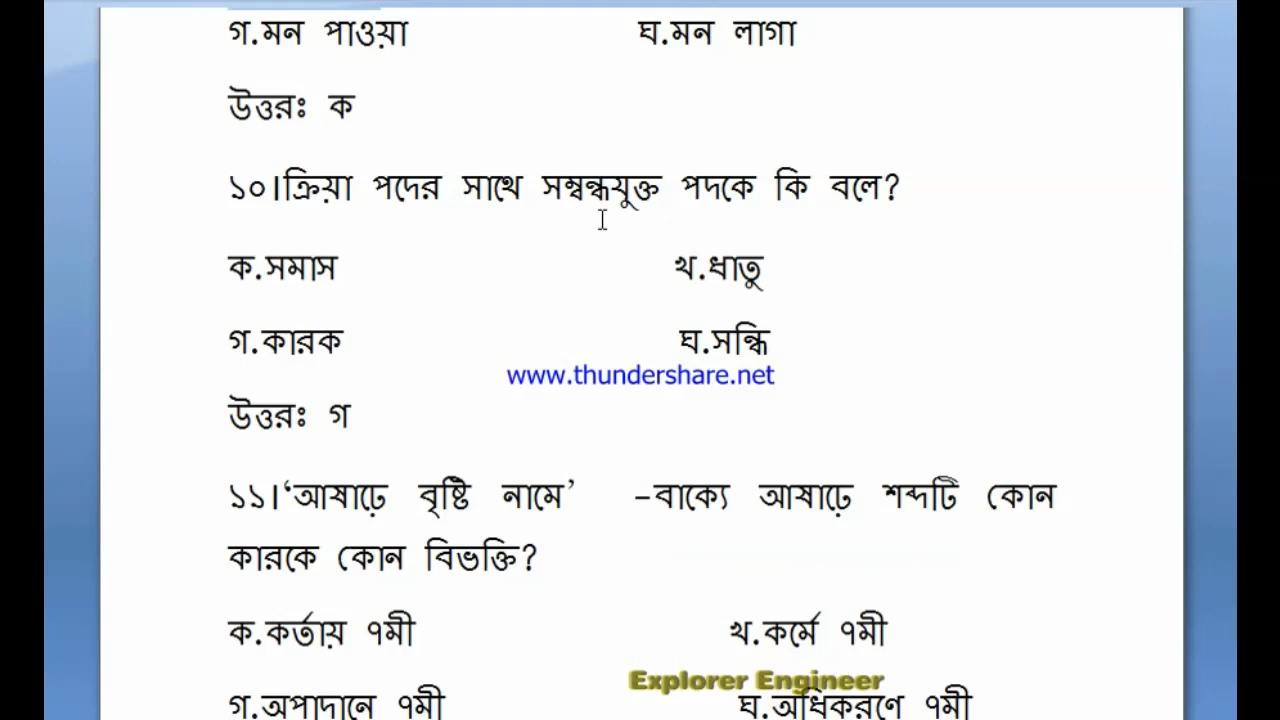 গ.মন পাওয়া ঘ.মন লাগা
উত্তরঃ ক
১০।ক্রিয়া পদের সাথে সম্বন্ধযুক্ত পদকে কি বলে?
ক.সমাস খ.ধাতু
গ.কারক ঘ.সন্ধি
www.thundershare.net
উত্তরঃ গ
১১।‘আষাঢ়ে বৃষ্টি নামে’ –বাক্যে আষাঢ়ে শব্দটি কোন
কারকে কোন বিভক্তি?
ক.কর্তায় ৭মী খ.কর্মে ৭মী
Explorer Engineer
গ.অপাদানে ৭মী ঘ.অধিকরণে ৭মী